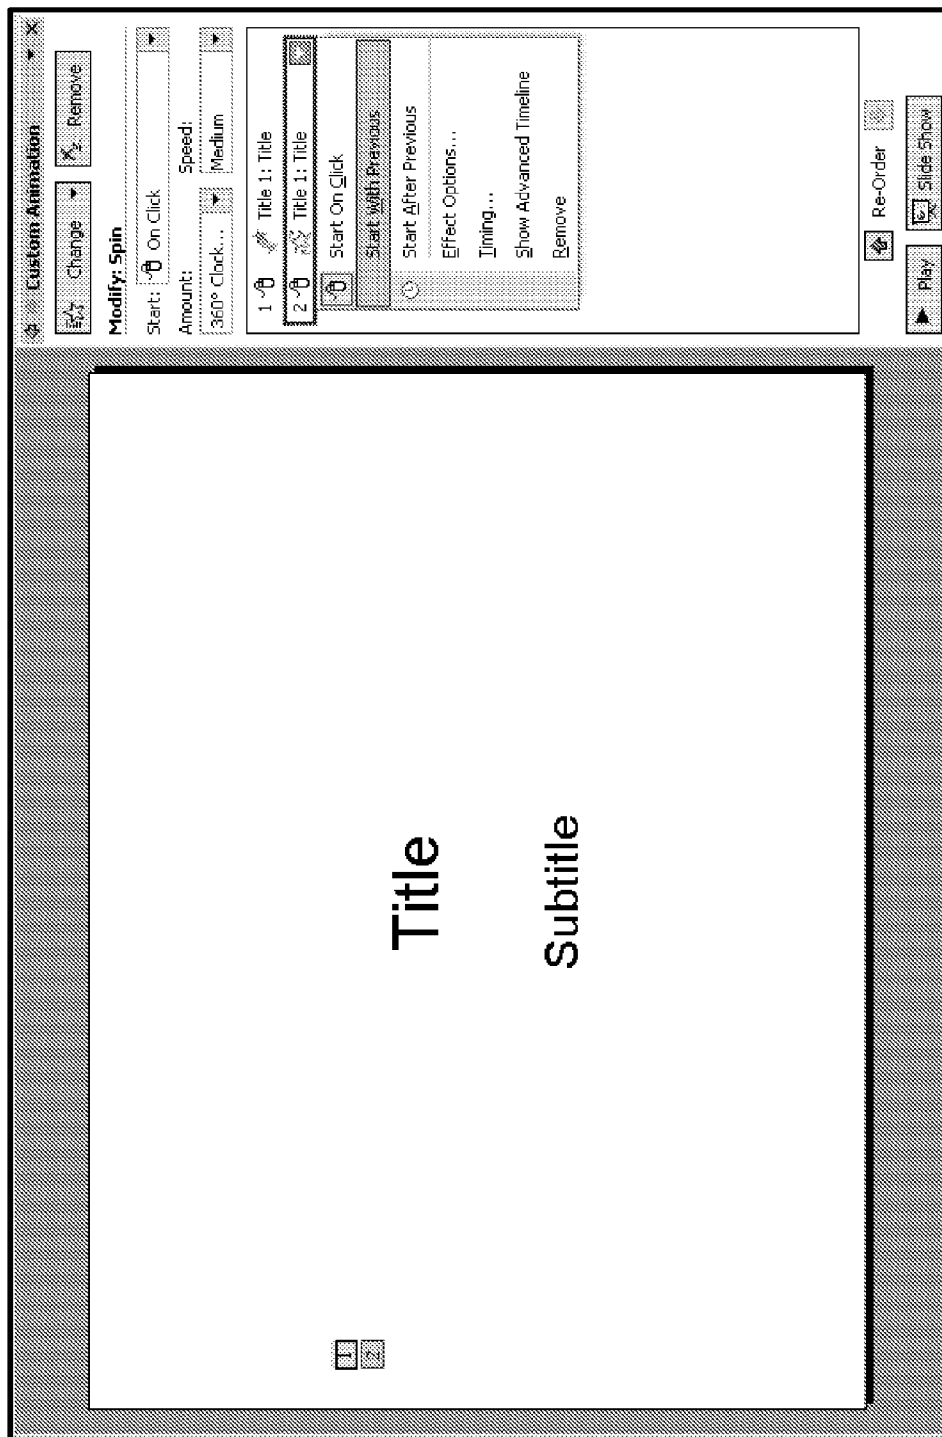 Custom Animation
Change
Remove
Modify: Spin
Start: On Click
Amount:
Speed:
360° Clock...
Medium
1 Title 1: Title
2 Title 1: Title
Start On Click
Start With Previous
Start After Previous
Effect Options...
Timing...
Show Advanced Timeline
Remove
Re-Order
Play
Slide Show
1
2
Title
Subtitle